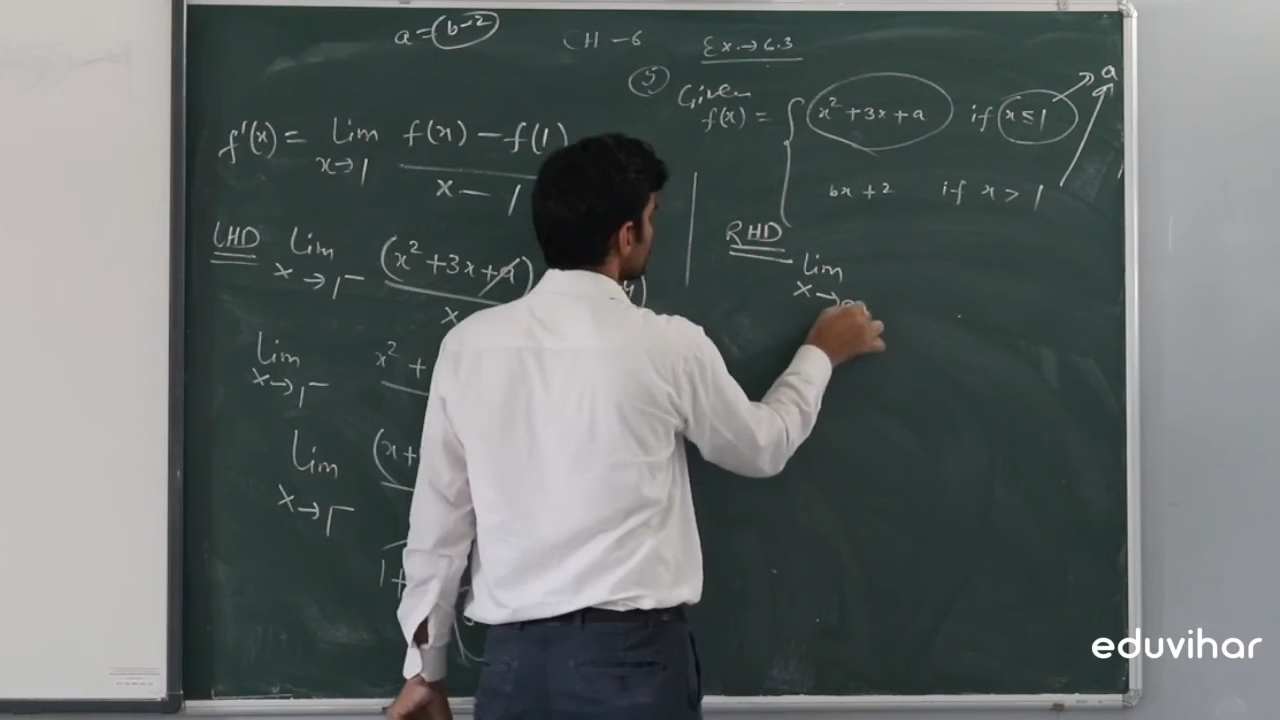 a = b-2
CH-6
Ex. → 6.3
5
Given
f(x) = { x² + 3x + a if x ≤ 1 a
bx + 2 if x > 1
f'(x) = Lim x→1 f(x) - f(1)
x - 1
LHD Lim x→1⁻ (x² + 3x + a)
x
Lim x→1⁻ x² +
Lim x→1⁻ (x+
1+
RHD
Lim
x→
eduvihar